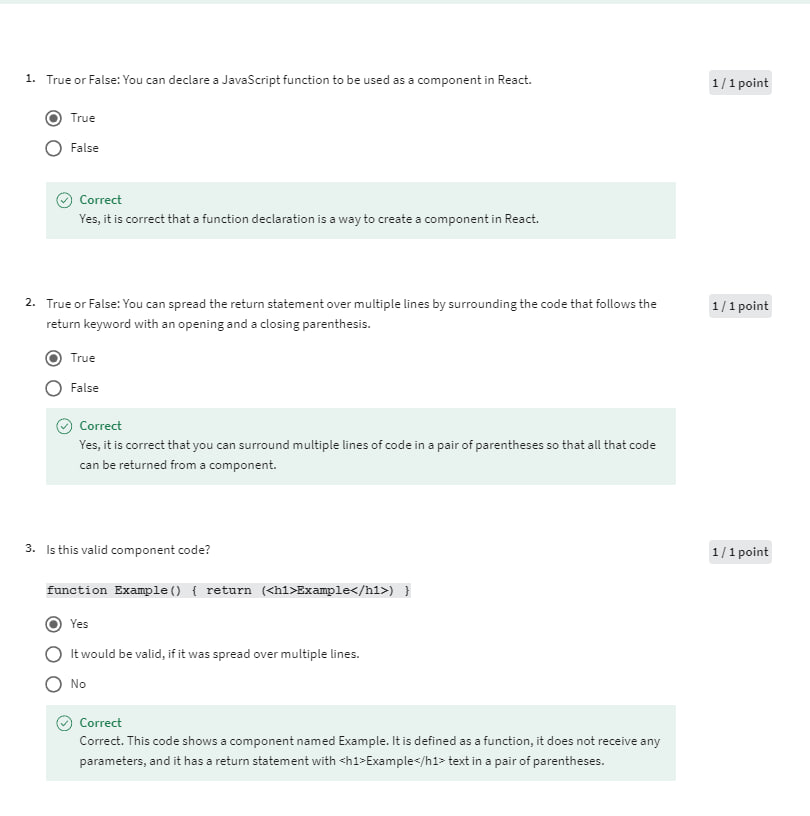 1. True or False: You can declare a JavaScript function to be used as a component in React.
1 / 1 point
True
False
Correct
Yes, it is correct that a function declaration is a way to create a component in React.
2. True or False: You can spread the return statement over multiple lines by surrounding the code that follows the
return keyword with an opening and a closing parenthesis.
1 / 1 point
True
False
Correct
Yes, it is correct that you can surround multiple lines of code in a pair of parentheses so that all that code
can be returned from a component.
3. Is this valid component code?
1 / 1 point
function Example() { return (<h1>Example</h1>) }
Yes
It would be valid, if it was spread over multiple lines.
No
Correct
Correct. This code shows a component named Example. It is defined as a function, it does not receive any
parameters, and it has a return statement with <h1>Example</h1> text in a pair of parentheses.